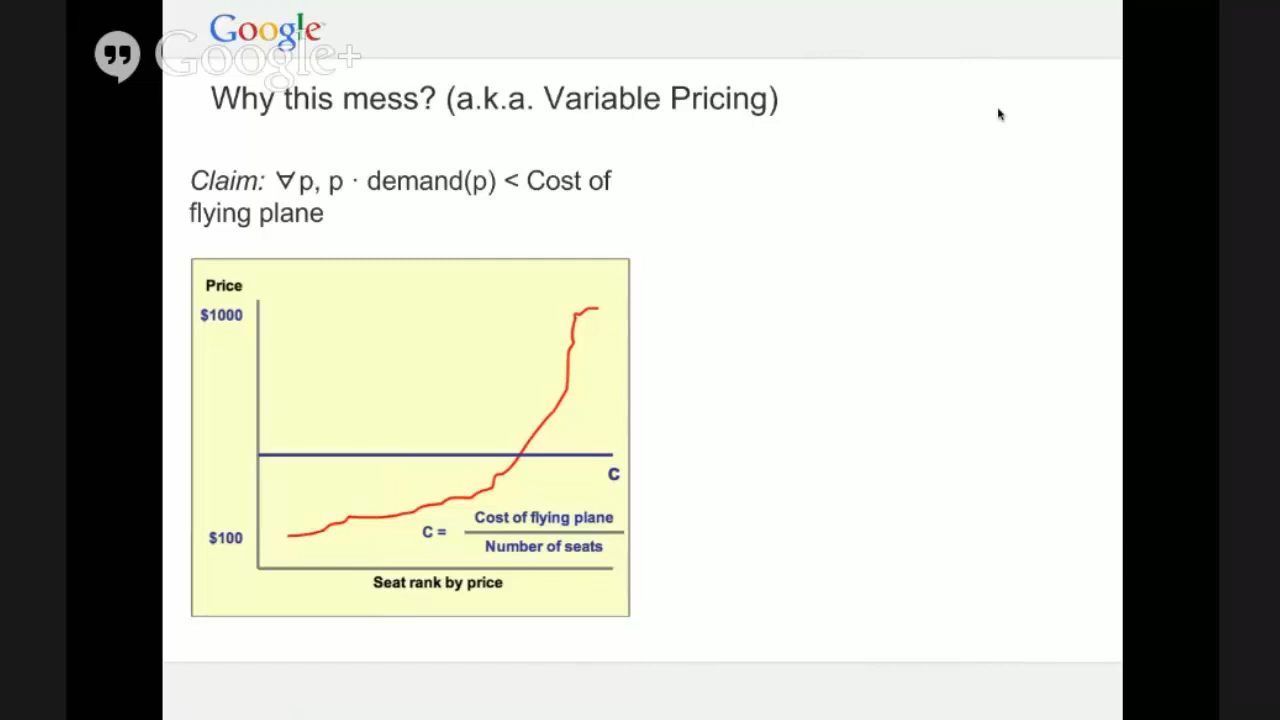 Google
Google+
Why this mess? (a.k.a. Variable Pricing)
Claim: ∀p, p · demand(p) < Cost of
flying plane
Price
$1000
C
Cost of flying plane
C =
Number of seats
$100
Seat rank by price